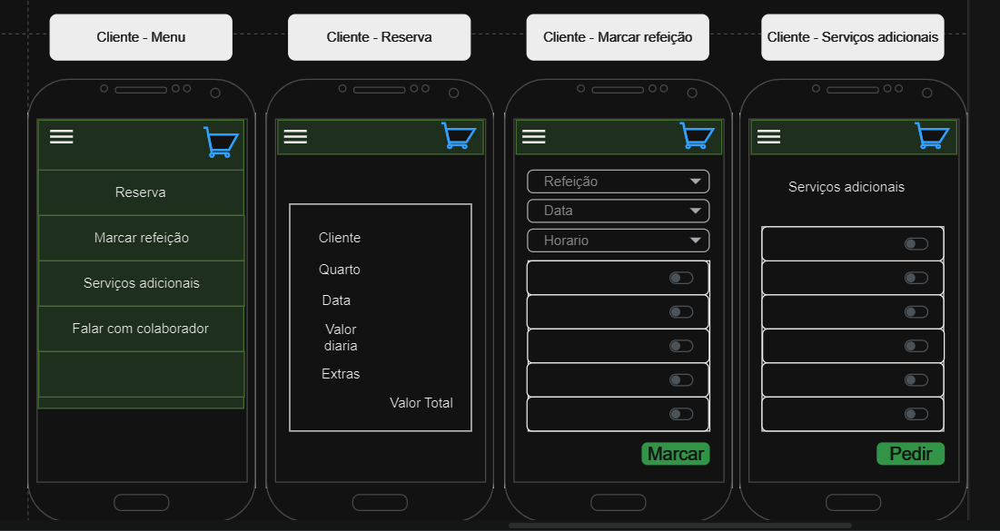 Cliente - Menu
Cliente - Reserva
Cliente - Marcar refeição
Cliente - Serviços adicionais
Reserva
Marcar refeição
Serviços adicionais
Falar com colaborador
Cliente
Quarto
Data
Valor
diaria
Extras
Valor Total
Refeição
Data
Horario
Marcar
Serviços adicionais
Pedir